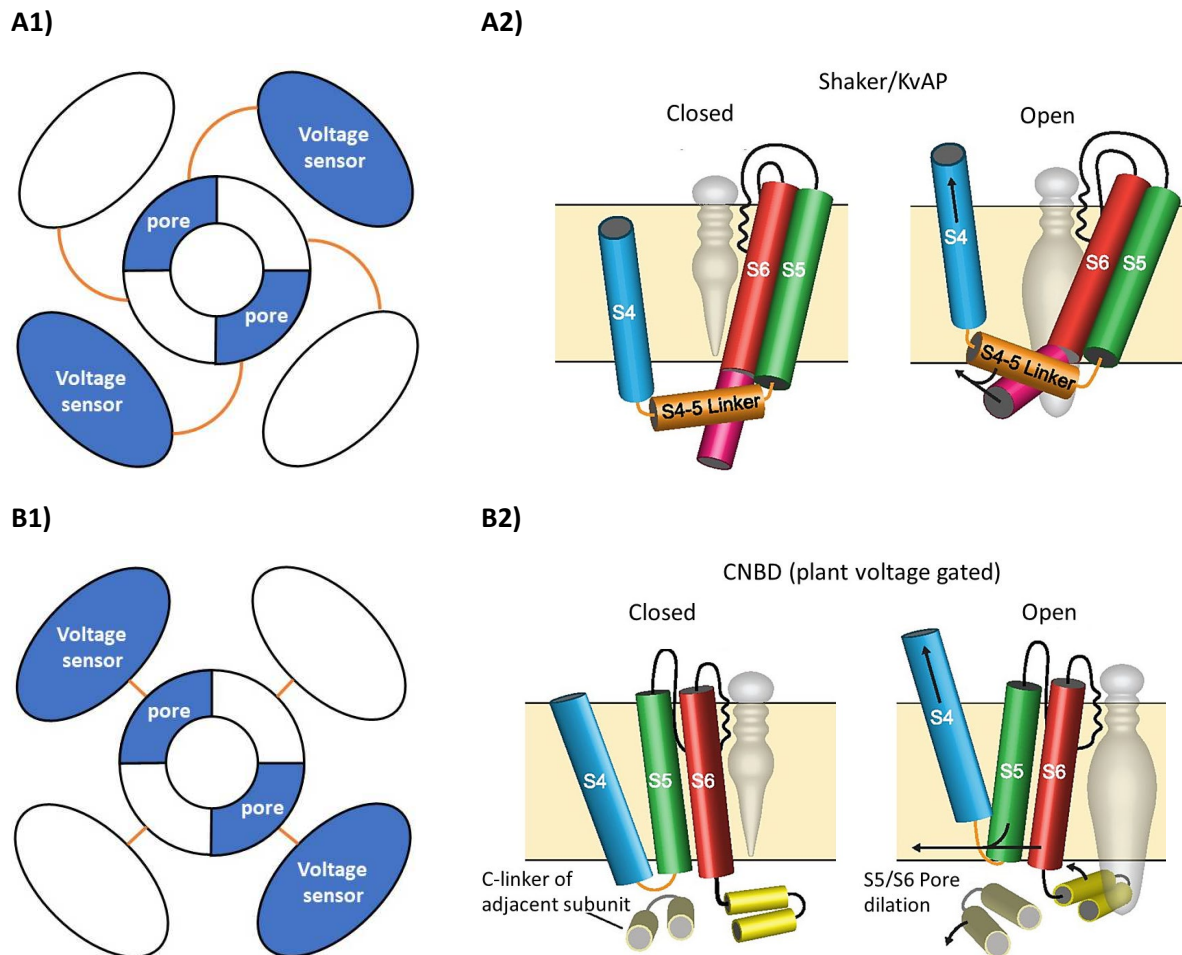 A1)
Voltage
sensor
pore
pore
Voltage
sensor
A2)
Shaker/KvAP
Closed
Open
S4
S6
S5
S4-5 Linker
S4
S6
S5
S4-5 Linker
B1)
Voltage
sensor
pore
pore
Voltage
sensor
B2)
CNBD (plant voltage gated)
Closed
Open
S4
S5
S6
C-linker of
adjacent subunit
S4
S5
S6
S5/S6 Pore
dilation